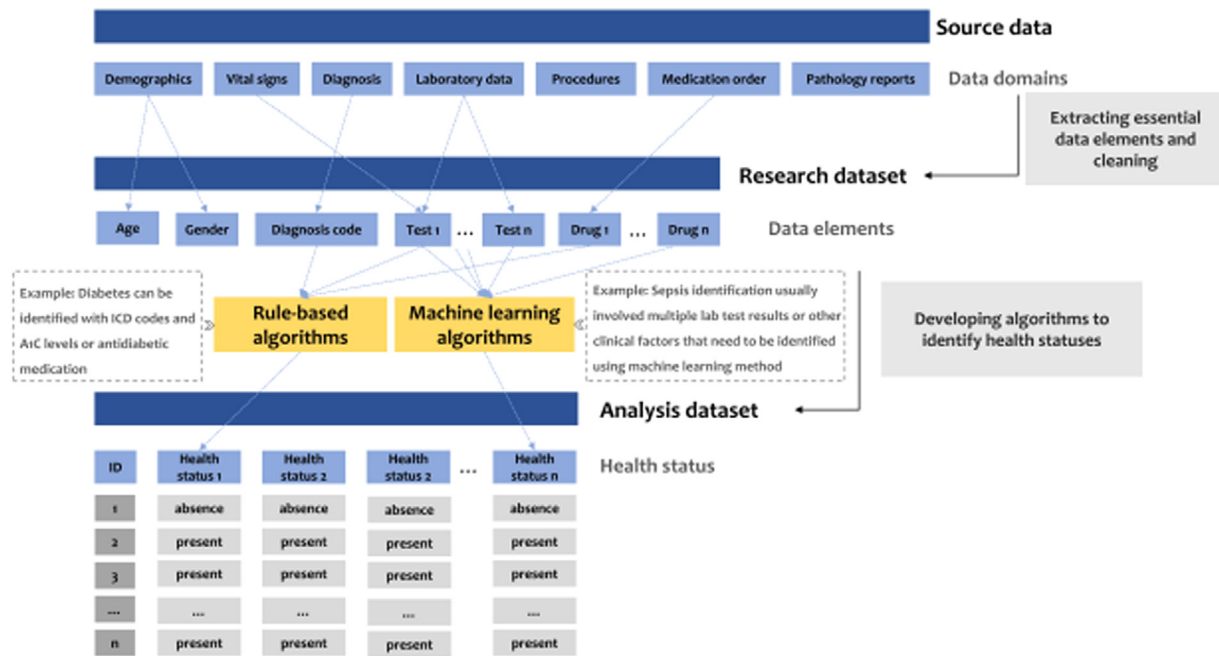 Source data
Demographics
Vital signs
Diagnosis
Laboratory data
Procedures
Medication order
Pathology reports
Data domains
Extracting essential
data elements and
cleaning
Research dataset
Age
Gender
Diagnosis code
Test 1
...
Test n
Drug 1
...
Drug n
Data elements
Example: Diabetes can be
identified with ICD codes and
A1C levels or antidiabetic
medication
Rule-based
algorithms
Machine learning
algorithms
Example: Sepsis identification usually
involved multiple lab test results or other
clinical factors that need to be identified
using machine learning method
Developing algorithms to
identify health statuses
Analysis dataset
ID
Health
status 1
Health
status 2
Health
status 2
...
Health
status n
Health status
1
absence
absence
absence
absence
2
present
present
present
present
3
present
present
present
present
...
...
...
...
...
n
present
present
present
present